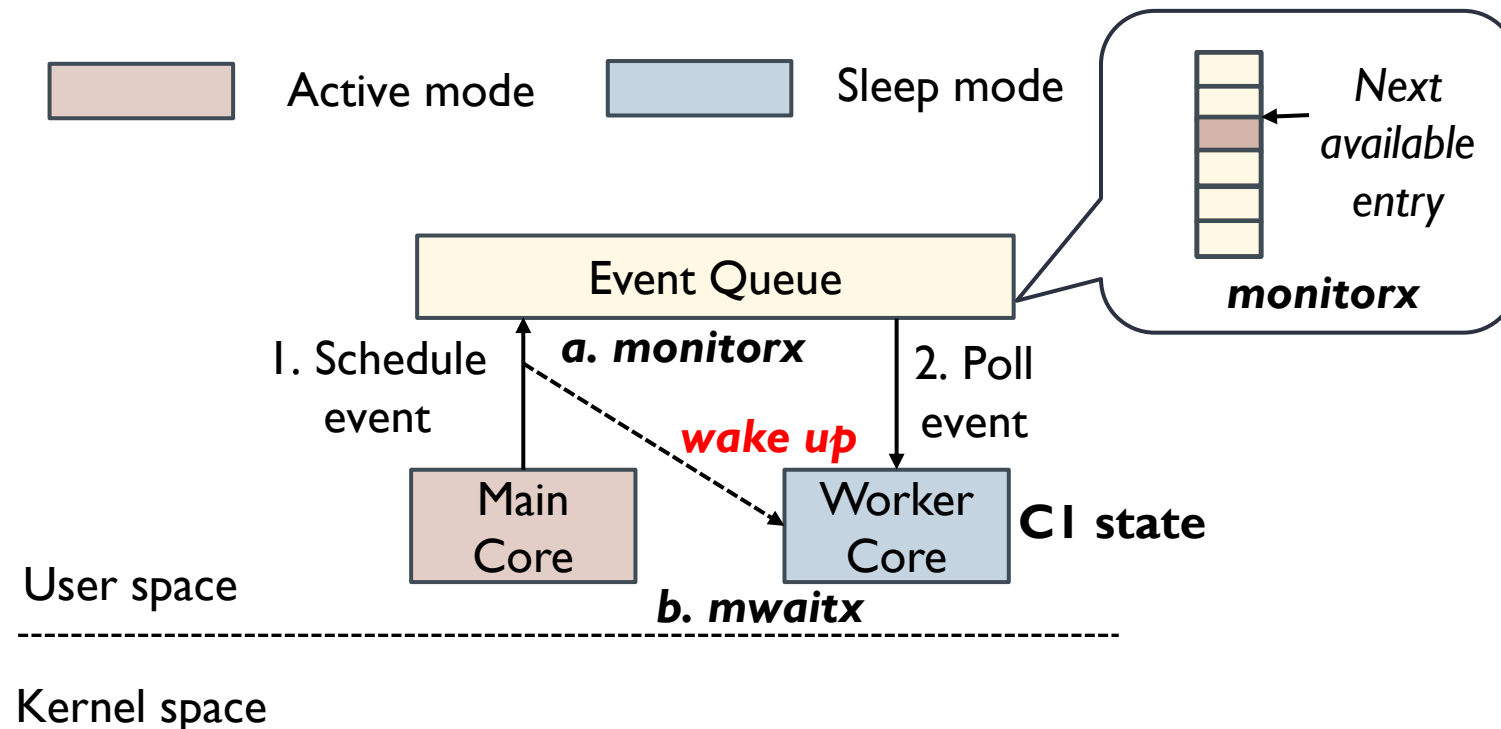 Active mode
Sleep mode
Next
available
entry
monitorx
Event Queue
a. monitorx
1. Schedule
event
2. Poll
event
wake up
Main
Core
Worker
Core
C1 state
User space
b. mwaitx
Kernel space